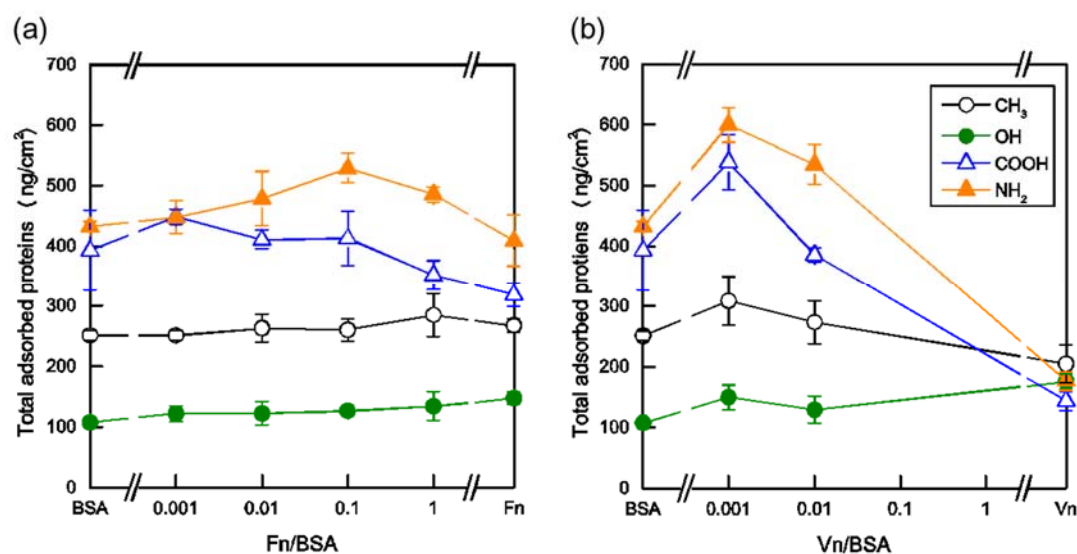 (a)
(b)
Total adsorbed proteins ( ng/cm²)
700
600
500
400
300
200
100
0
BSA
0.001
0.01
0.1
1
Fn
Fn/BSA
Total adsorbed protiens ( ng/cm²)
700
600
500
400
300
200
100
0
CH₃
OH
COOH
NH₂
BSA
0.001
0.01
0.1
1
Vn
Vn/BSA